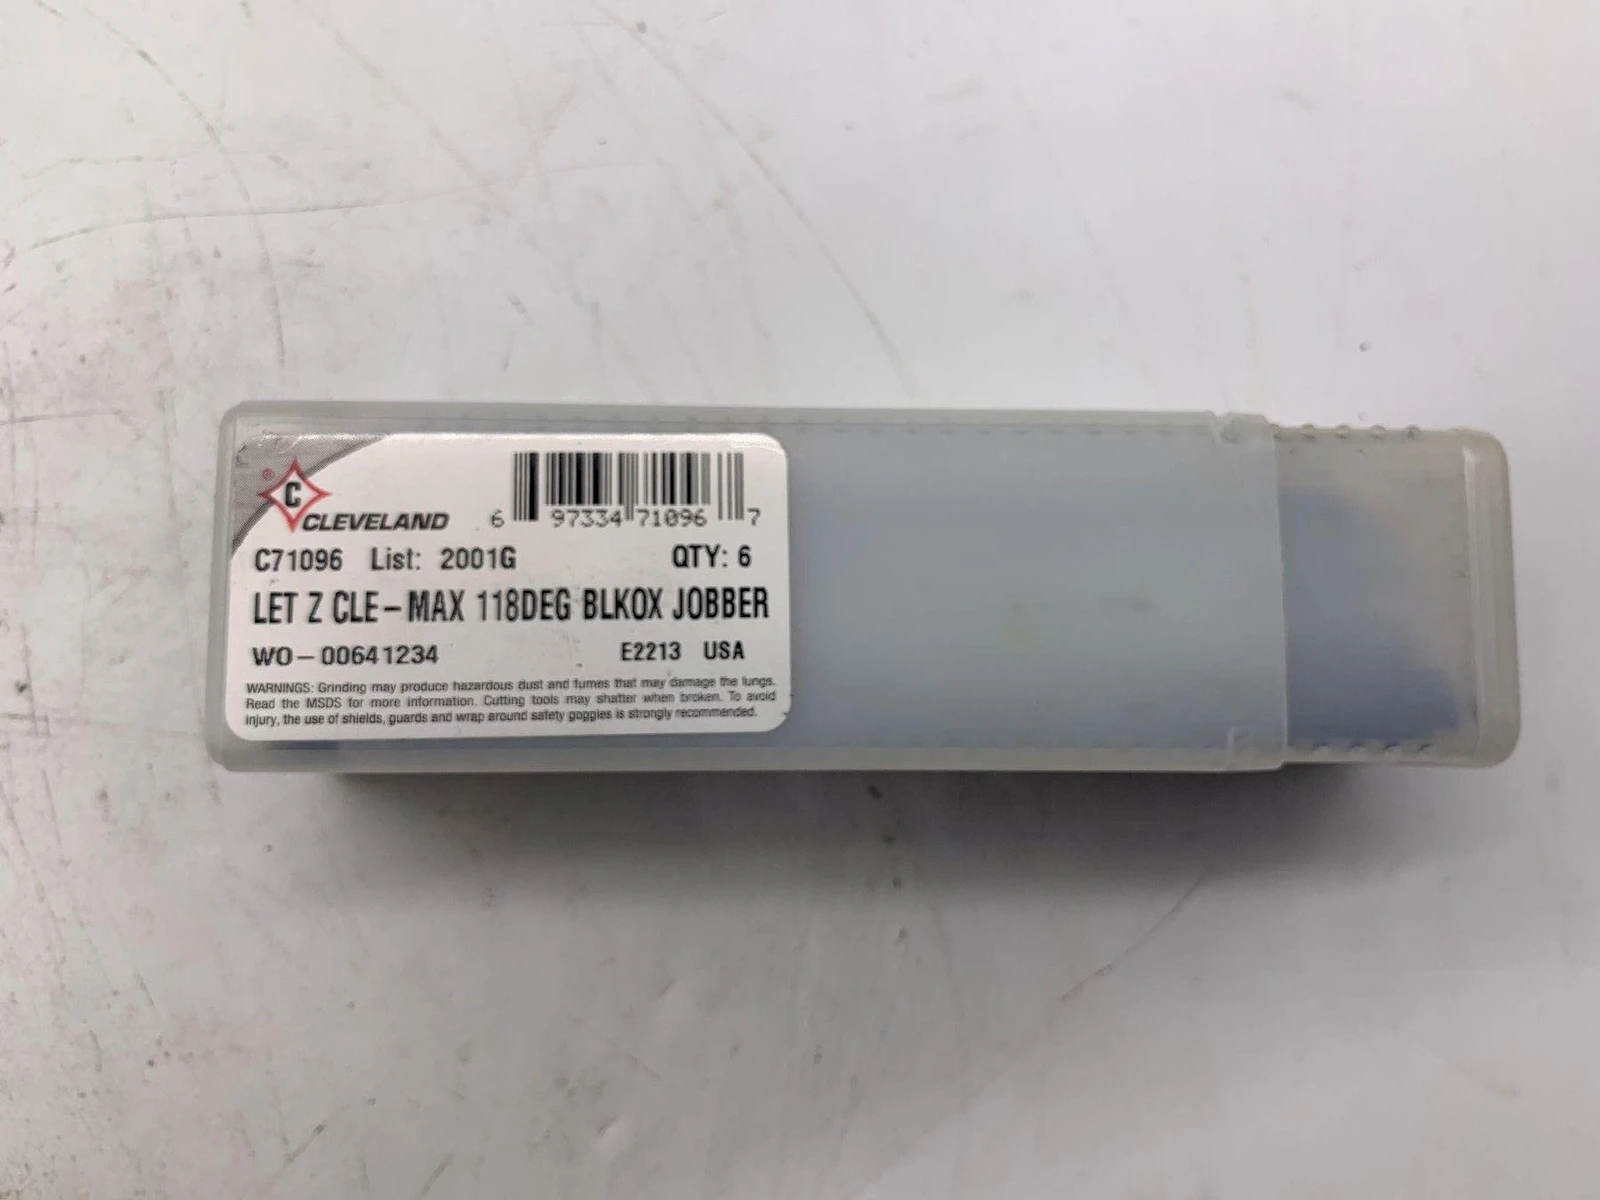 ® C CLEVELAND
6 97334 71096 7
C71096 List: 2001G QTY: 6
LET Z CLE-MAX 118DEG BLKOX JOBBER
WO-00641234 E2213 USA
WARNINGS: Grinding may produce hazardous dust and fumes that may damage the lungs.
Read the MSDS for more information. Cutting tools may shatter when broken. To avoid
injury, the use of shields, guards and wrap around safety goggles is strongly recommended.